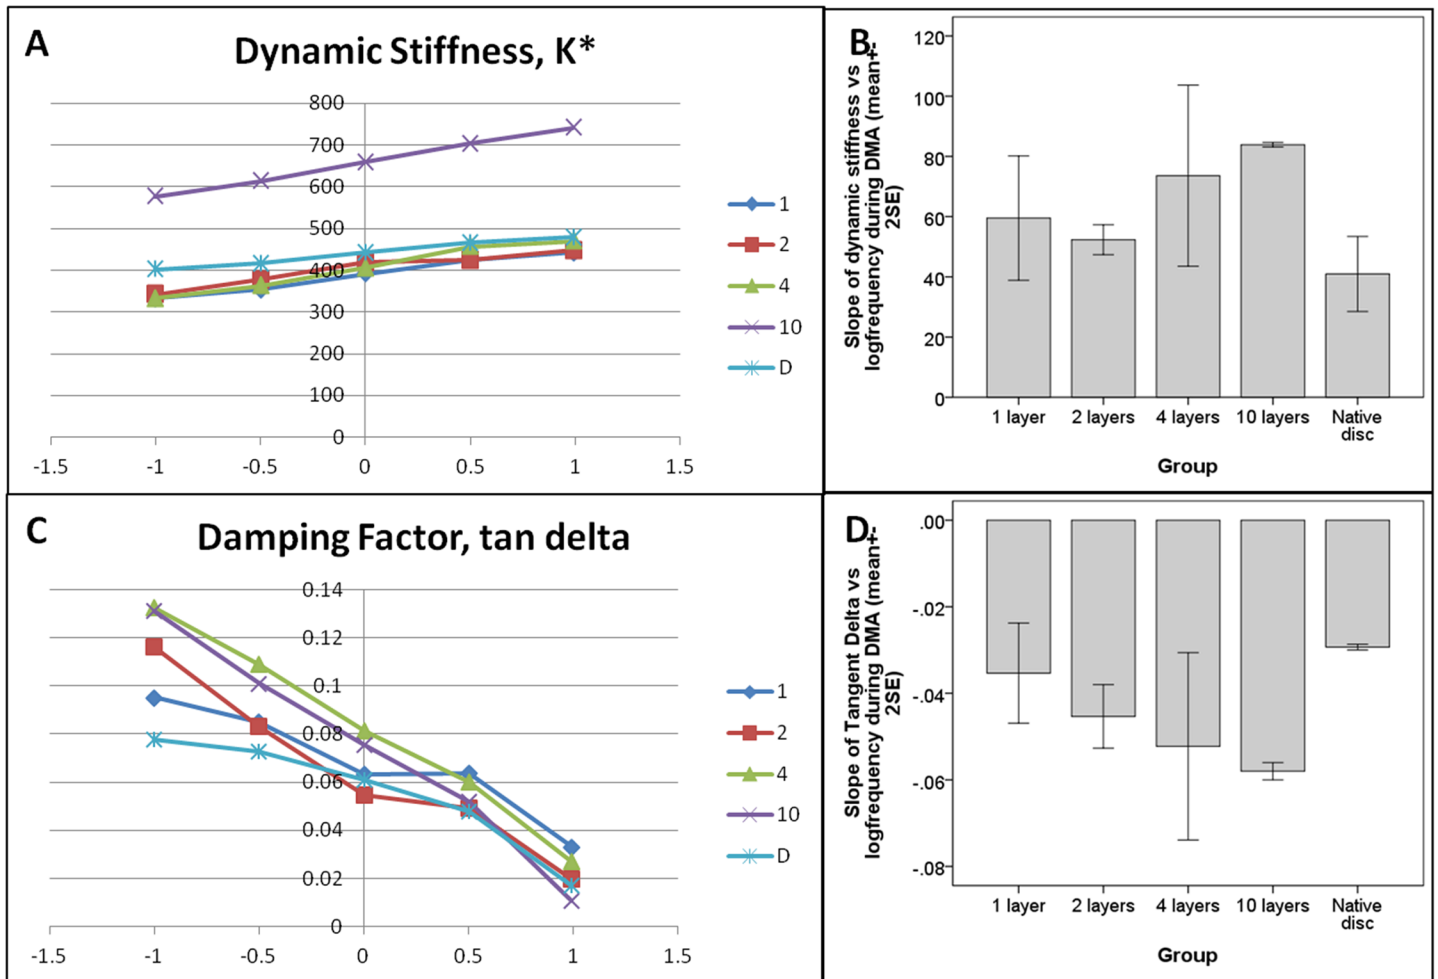 A
Dynamic Stiffness, K*
800
700
600
500
400
300
200
100
0
-1.5
-1
-0.5
0
0.5
1
1.5
1
2
4
10
D
B
Slope of dynamic stiffness vs
logfrequency during DMA (mean+-
2SE)
120
100
80
60
40
20
0
1 layer
2 layers
4 layers
10 layers
Native
disc
Group
C
Damping Factor, tan delta
0.14
0.12
0.1
0.08
0.06
0.04
0.02
0
-1.5
-1
-0.5
0
0.5
1
1.5
1
2
4
10
D
D
Slope of Tangent Delta vs
logfrequency during DMA (mean+-
2SE)
.00
-.02
-.04
-.06
-.08
1 layer
2 layers
4 layers
10 layers
Native
disc
Group